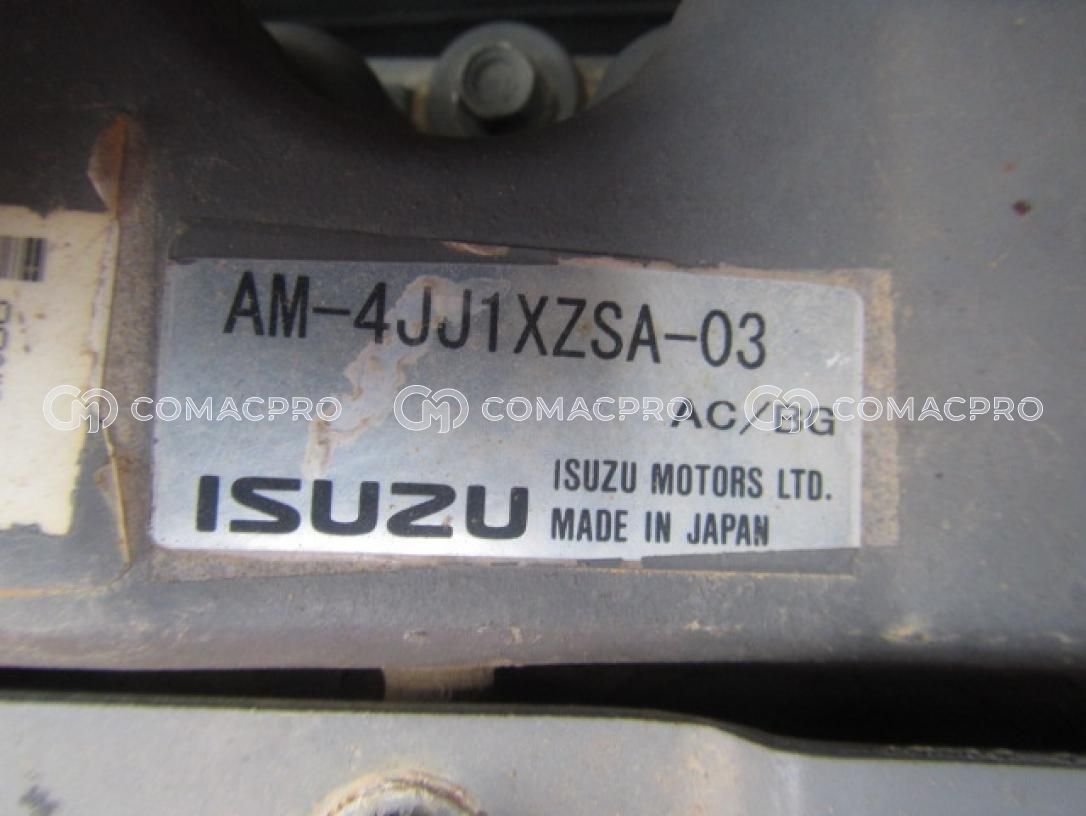 AM-4JJ1XZSA-03
COMACPRO COMACPRO COMACPRO
AC/BG
ISUZU
ISUZU MOTORS LTD.
MADE IN JAPAN